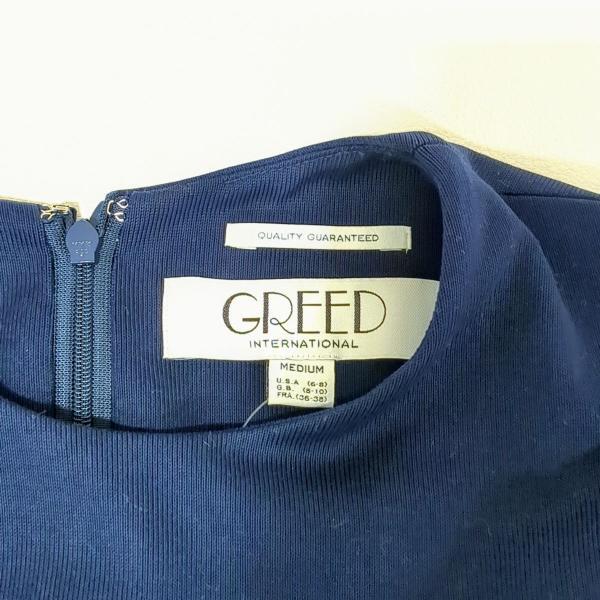 QUALITY GUARANTEED
GREED
INTERNATIONAL
MEDIUM
U.S.A (6-8)
G.B. (8-10)
FRA. (36-38)